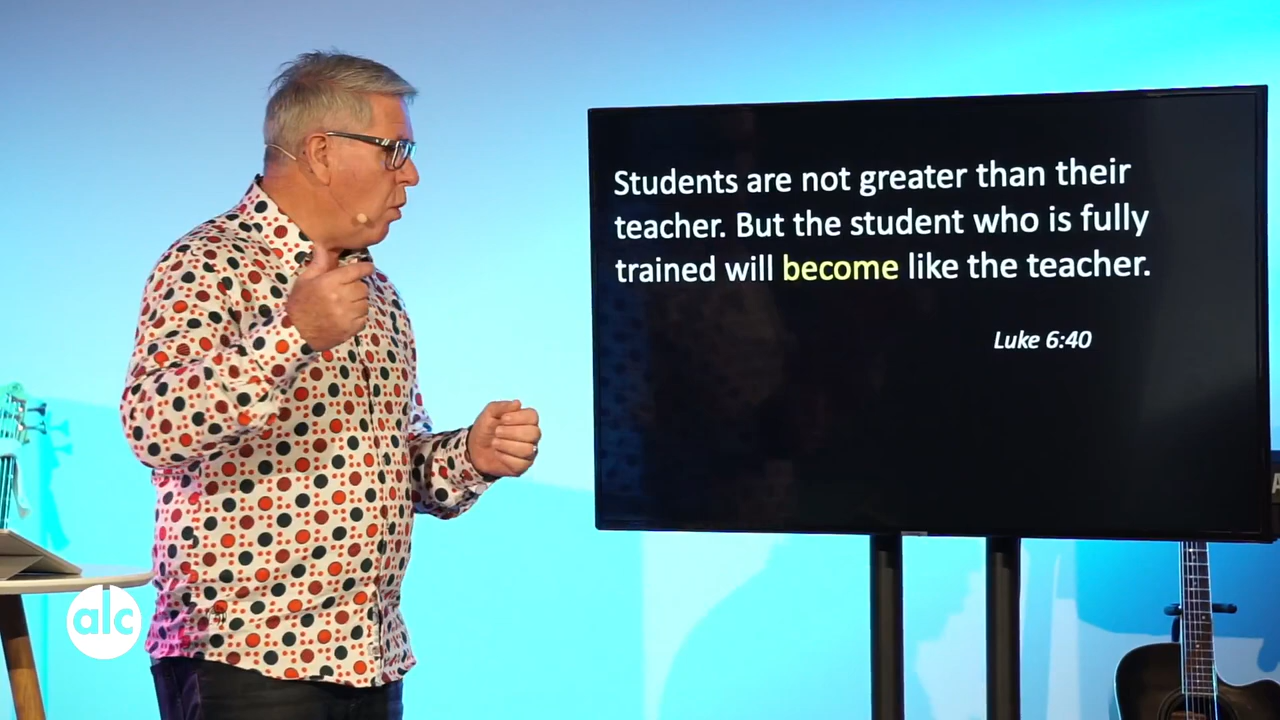 Students are not greater than their
teacher. But the student who is fully
trained will become like the teacher.
Luke 6:40
alc